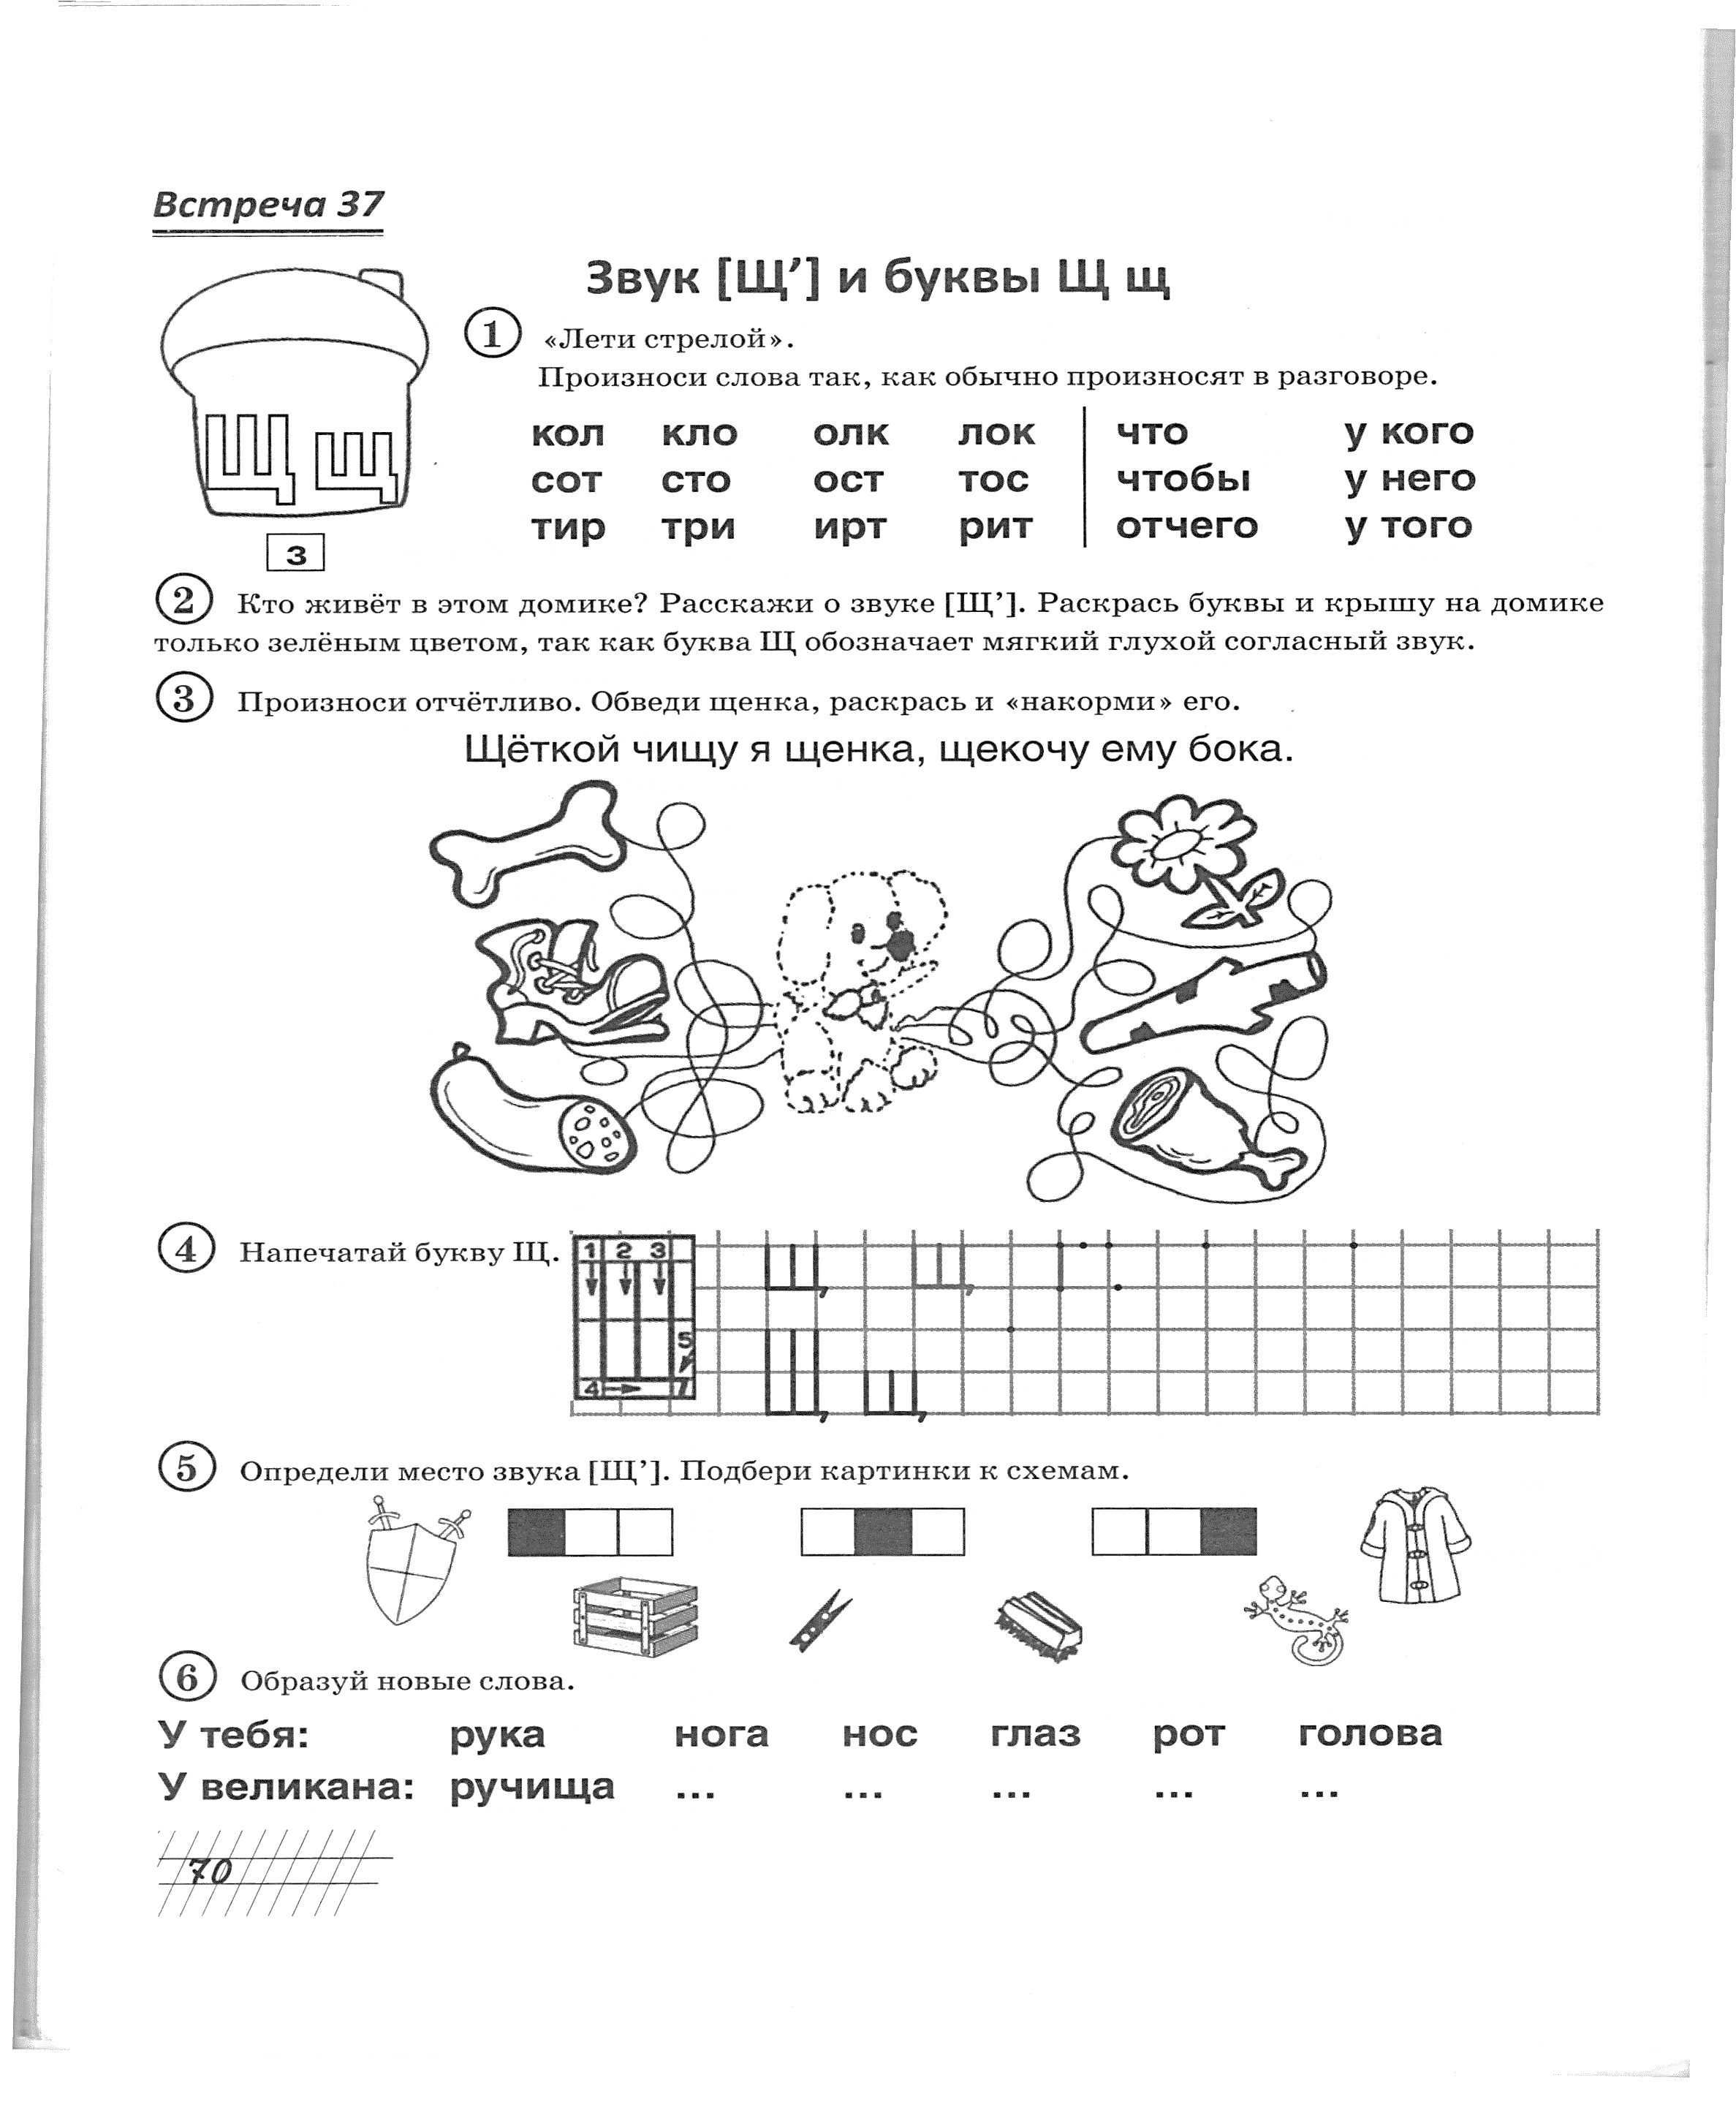 Встреча 37
Звук [Щ’] и буквы Щ щ
Щ щ
З
1 «Лети стрелой».
Произноси слова так, как обычно произносят в разговоре.
кол кло олк лок что у кого
сот сто ост тос чтобы у него
тир три ирт рит отчего у того
2 Кто живёт в этом домике? Расскажи о звуке [Щ’]. Раскрась буквы и крышу на домике
только зелёным цветом, так как буква Щ обозначает мягкий глухой согласный звук.
3 Произноси отчётливо. Обведи щенка, раскрась и «накорми» его.
Щёткой чищу я щенка, щекочу ему бока.
4 Напечатай букву Щ.
1 2 3
5
4
Щ Щ
Щ щ
5 Определи место звука [Щ’]. Подбери картинки к схемам.
6 Образуй новые слова.
У тебя: рука нога нос глаз рот голова
У великана: ручища ... ... ... ... ...
70